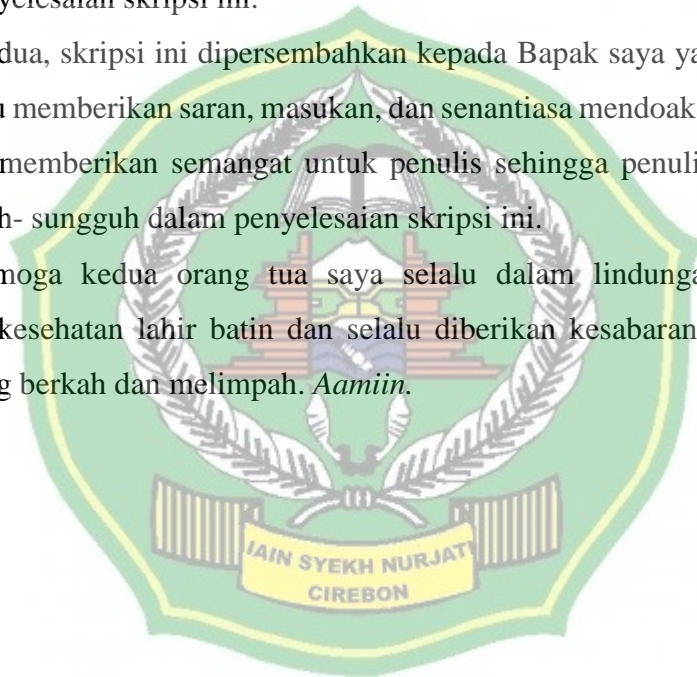 yelesaian skripsi ini.
dua, skripsi ini dipersembahkan kepada Bapak saya ya
u memberikan saran, masukan, dan senantiasa mendoak
memberikan semangat untuk penulis sehingga penuli
h- sungguh dalam penyelesaian skripsi ini.
moga kedua orang tua saya selalu dalam lindunga
kesehatan lahir batin dan selalu diberikan kesabaran
g berkah dan melimpah. Aamiin.
IAIN SYEKH NURJATI
CIREBON